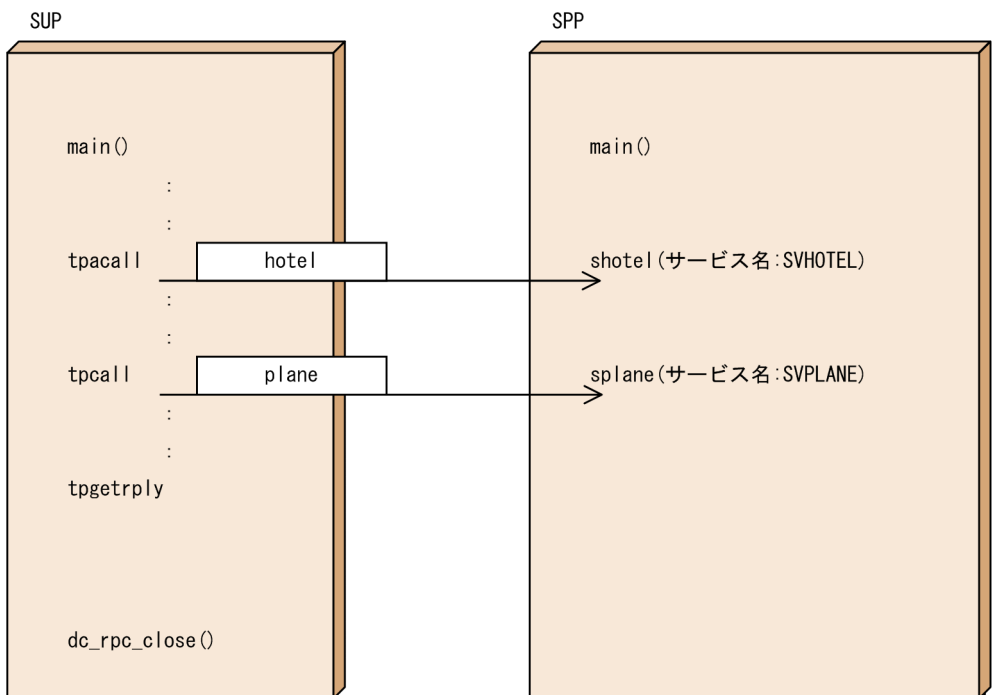 SUP
SPP
main()
:
:
tpacall
hotel
:
:
tpcall
plane
:
:
tpgetrply
dc_rpc_close()
main()
shotel(サービス名:SVHOTEL)
splane(サービス名:SVPLANE)